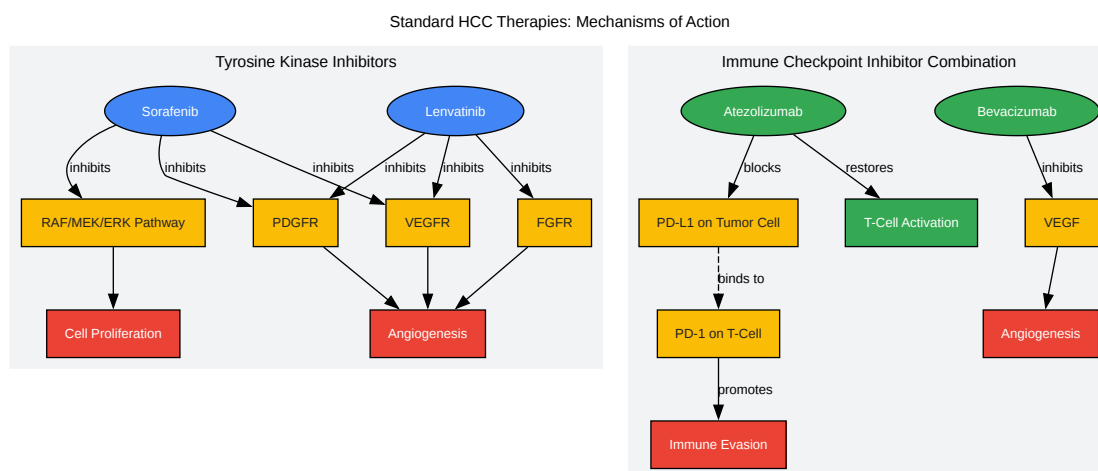 Standard HCC Therapies: Mechanisms of Action
Tyrosine Kinase Inhibitors
Sorafenib
Lenvatinib
inhibits
inhibits
inhibits
inhibits
inhibits
inhibits
RAF/MEK/ERK Pathway
PDGFR
VEGFR
FGFR
Cell Proliferation
Angiogenesis
Immune Checkpoint Inhibitor Combination
Atezolizumab
Bevacizumab
blocks
restores
inhibits
PD-L1 on Tumor Cell
T-Cell Activation
VEGF
binds to
PD-1 on T-Cell
Angiogenesis
promotes
Immune Evasion